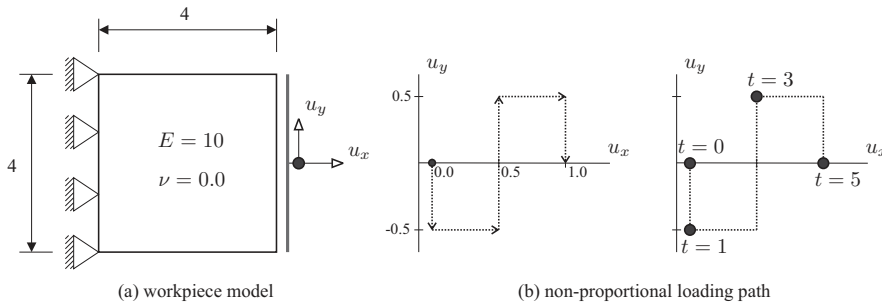 4
4
E = 10
ν = 0.0
u_y
u_x
(a) workpiece model
u_y
0.5
-0.5
0.0
0.5
1.0
u_x
u_y
t = 3
t = 0
u_x
t = 5
t = 1
(b) non-proportional loading path